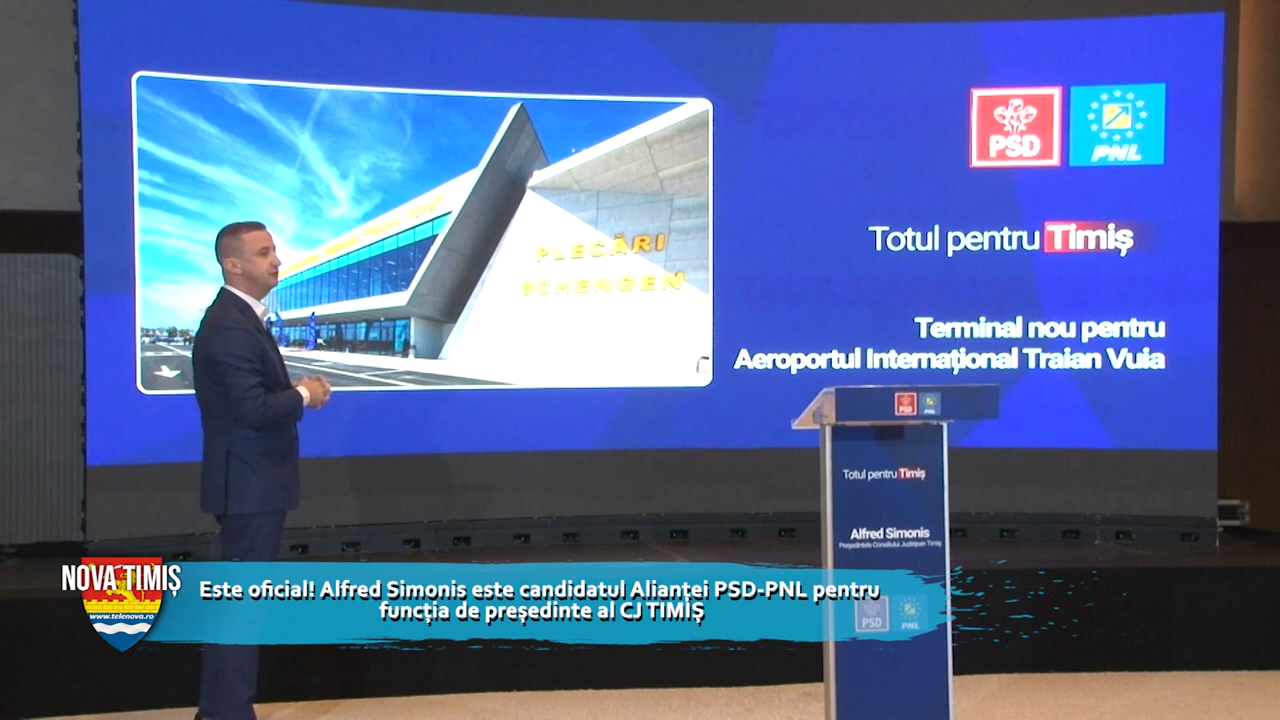 PSD
PNL
Totul pentru Timiș
PLECĂRI
SCHENGEN
Terminal nou pentru
Aeroportul Internațional Traian Vuia
PSD
PNL
Totul pentru Timiș
Alfred Simonis
Președintele Consiliului Județean Timiș
NOVA TIMIȘ
www.telenova.ro
Este oficial! Alfred Simonis este candidatul Alianței PSD-PNL pentru
funcția de președinte al CJ TIMIȘ
PSD
PNL